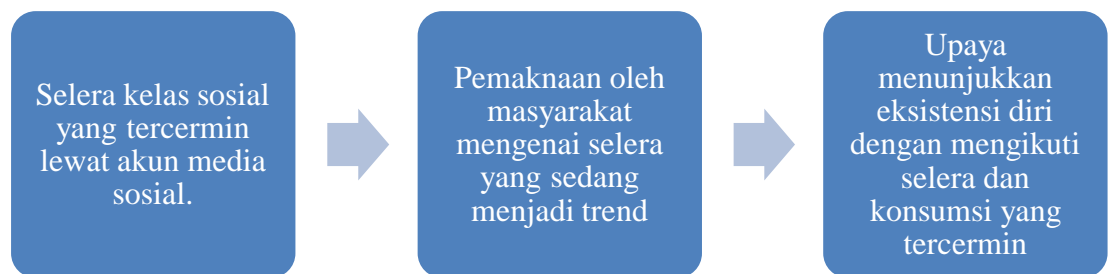 Selera kelas sosial
yang tercermin
lewat akun media
sosial.
Pemaknaan oleh
masyarakat
mengenai selera
yang sedang
menjadi trend
Upaya
menunjukkan
eksistensi diri
dengan mengikuti
selera dan
konsumsi yang
tercermin